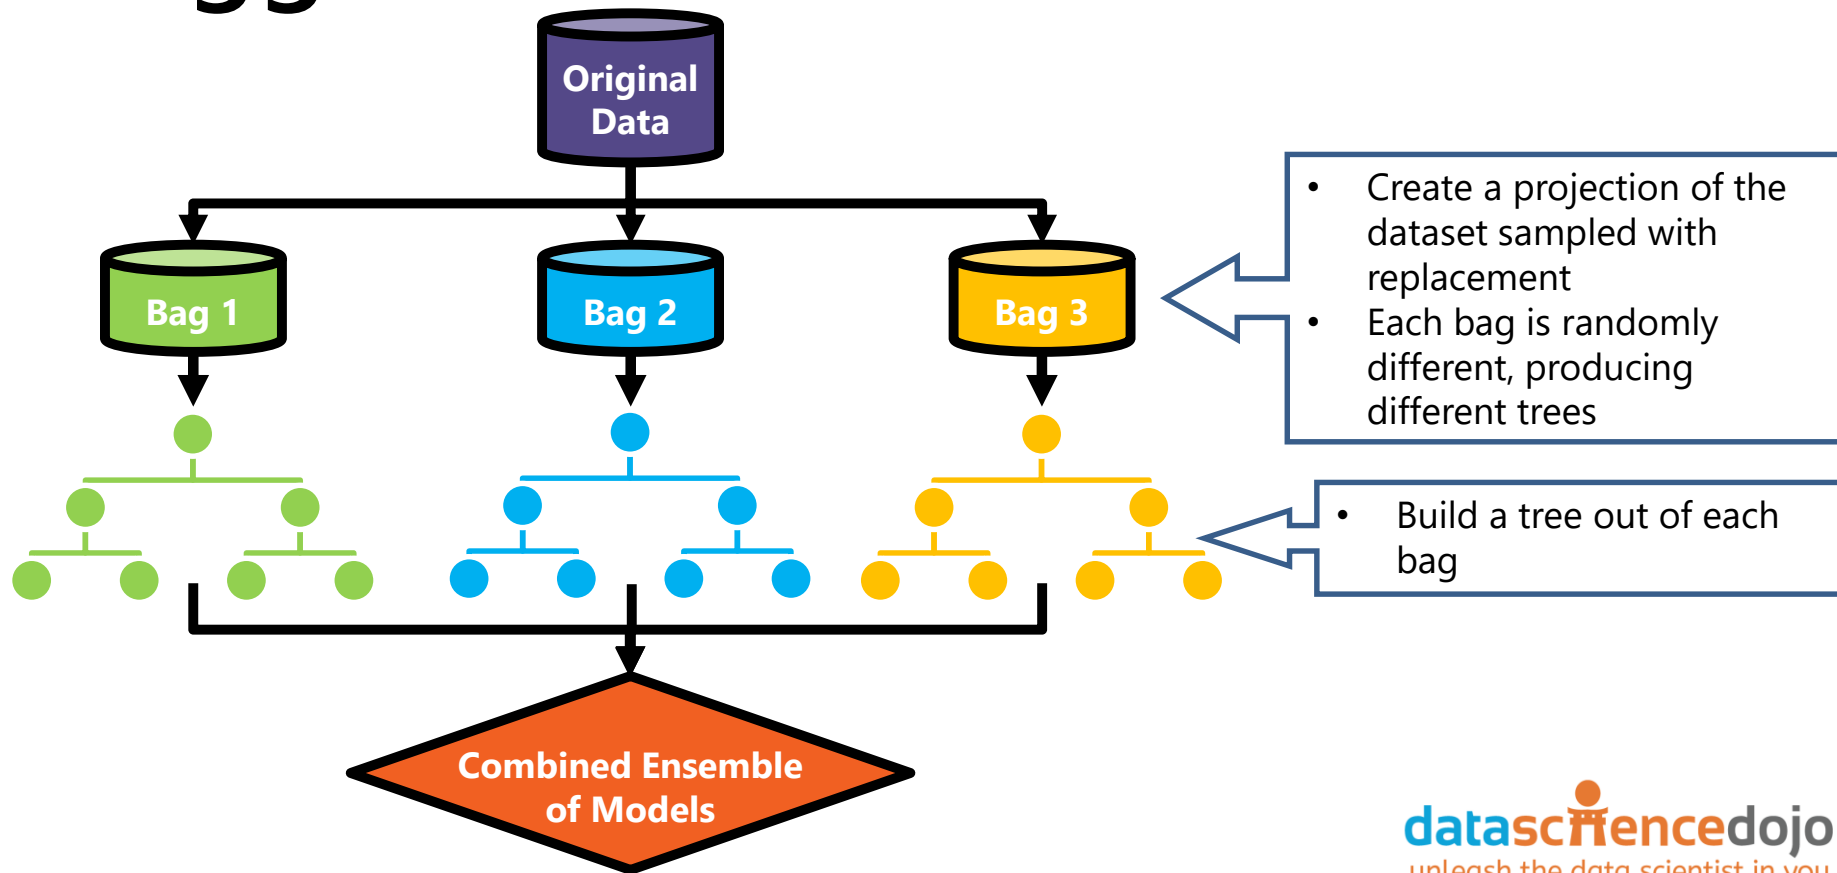 Original
Data
Bag 1
Bag 2
Bag 3
• Create a projection of the
dataset sampled with
replacement
• Each bag is randomly
different, producing
different trees
• Build a tree out of each
bag
Combined Ensemble
of Models
datasciencedojo
unleash the data scientist in you